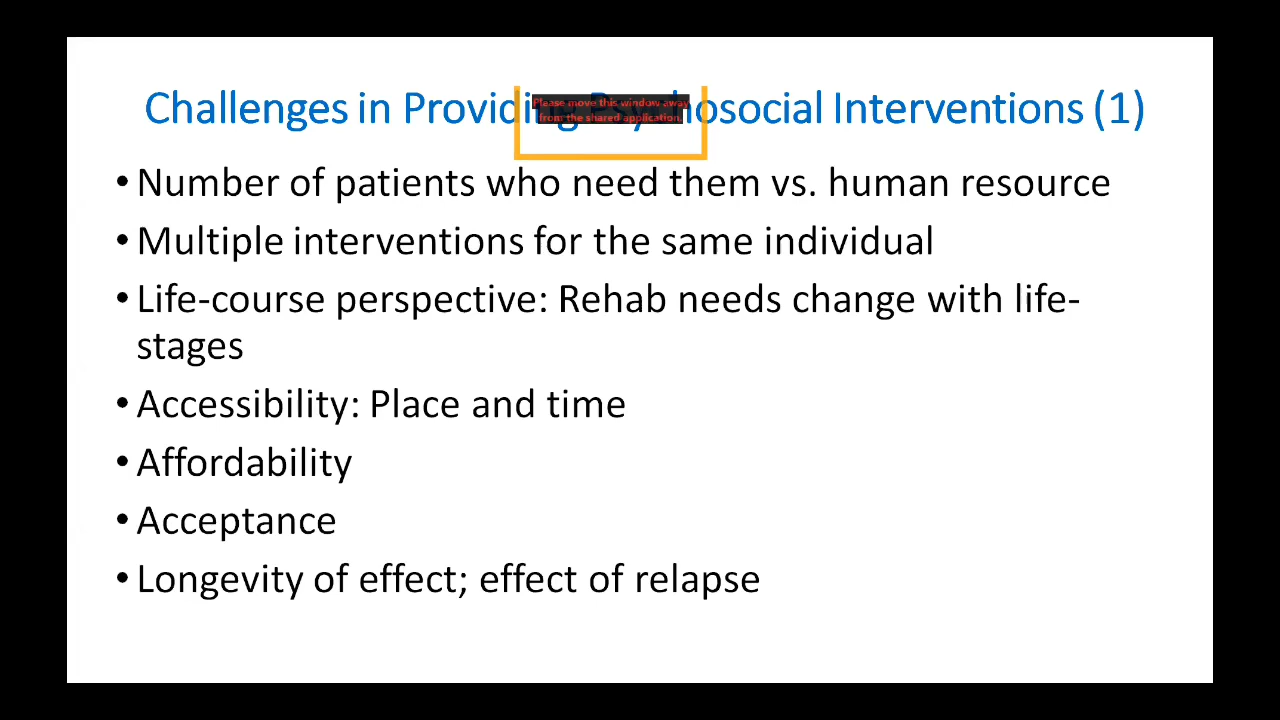 Challenges in Providing Psychosocial Interventions (1)
Please move this window away
from the shared application.
• Number of patients who need them vs. human resource
• Multiple interventions for the same individual
• Life-course perspective: Rehab needs change with life-
stages
• Accessibility: Place and time
• Affordability
• Acceptance
• Longevity of effect; effect of relapse